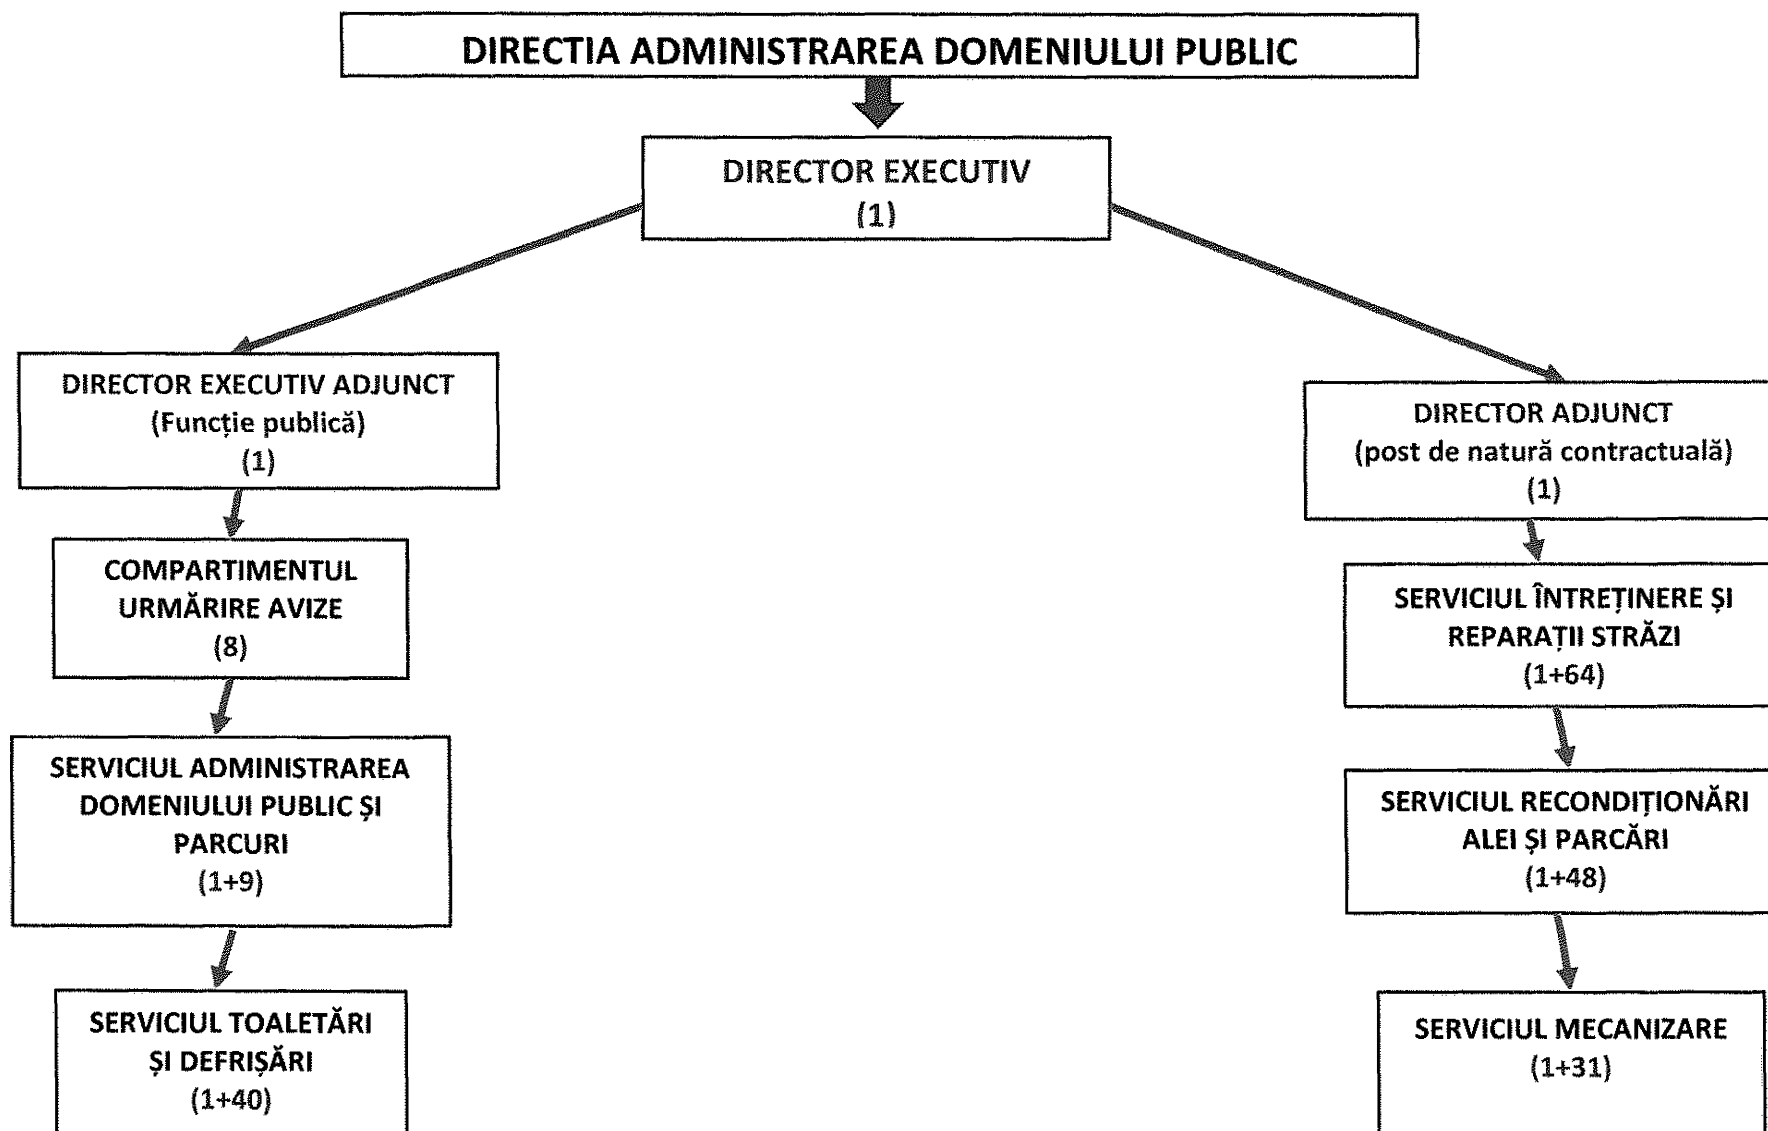 DIRECTIA ADMINISTRAREA DOMENIULUI PUBLIC
DIRECTOR EXECUTIV
(1)
DIRECTOR EXECUTIV ADJUNCT
(Funcție publică)
(1)
COMPARTIMENTUL
URMĂRIRE AVIZE
(8)
SERVICIUL ADMINISTRAREA
DOMENIULUI PUBLIC ȘI
PARCURI
(1+9)
SERVICIUL TOALETĂRI
ȘI DEFRIȘĂRI
(1+40)
DIRECTOR ADJUNCT
(post de natură contractuală)
(1)
SERVICIUL ÎNTREȚINERE ȘI
REPARAȚII STRĂZI
(1+64)
SERVICIUL RECONDIȚIONĂRI
ALEI ȘI PARCĂRI
(1+48)
SERVICIUL MECANIZARE
(1+31)